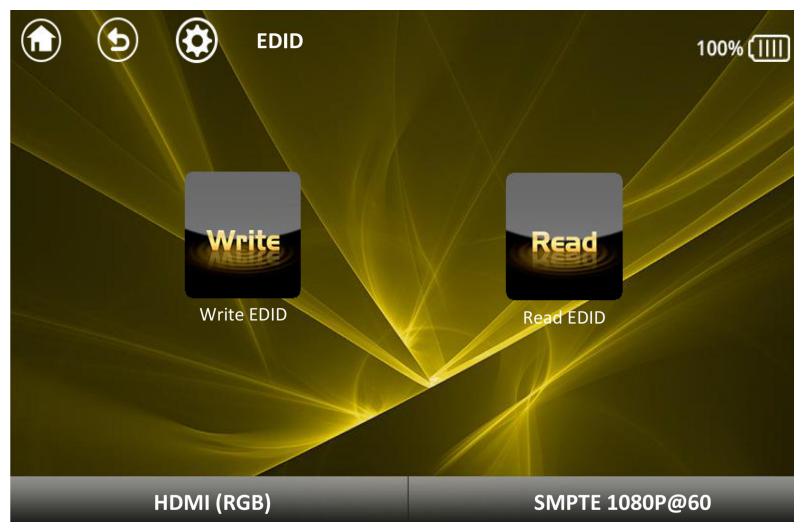 EDID
100%
Write
Read
Write EDID
Read EDID
HDMI (RGB)
SMPTE 1080P@60